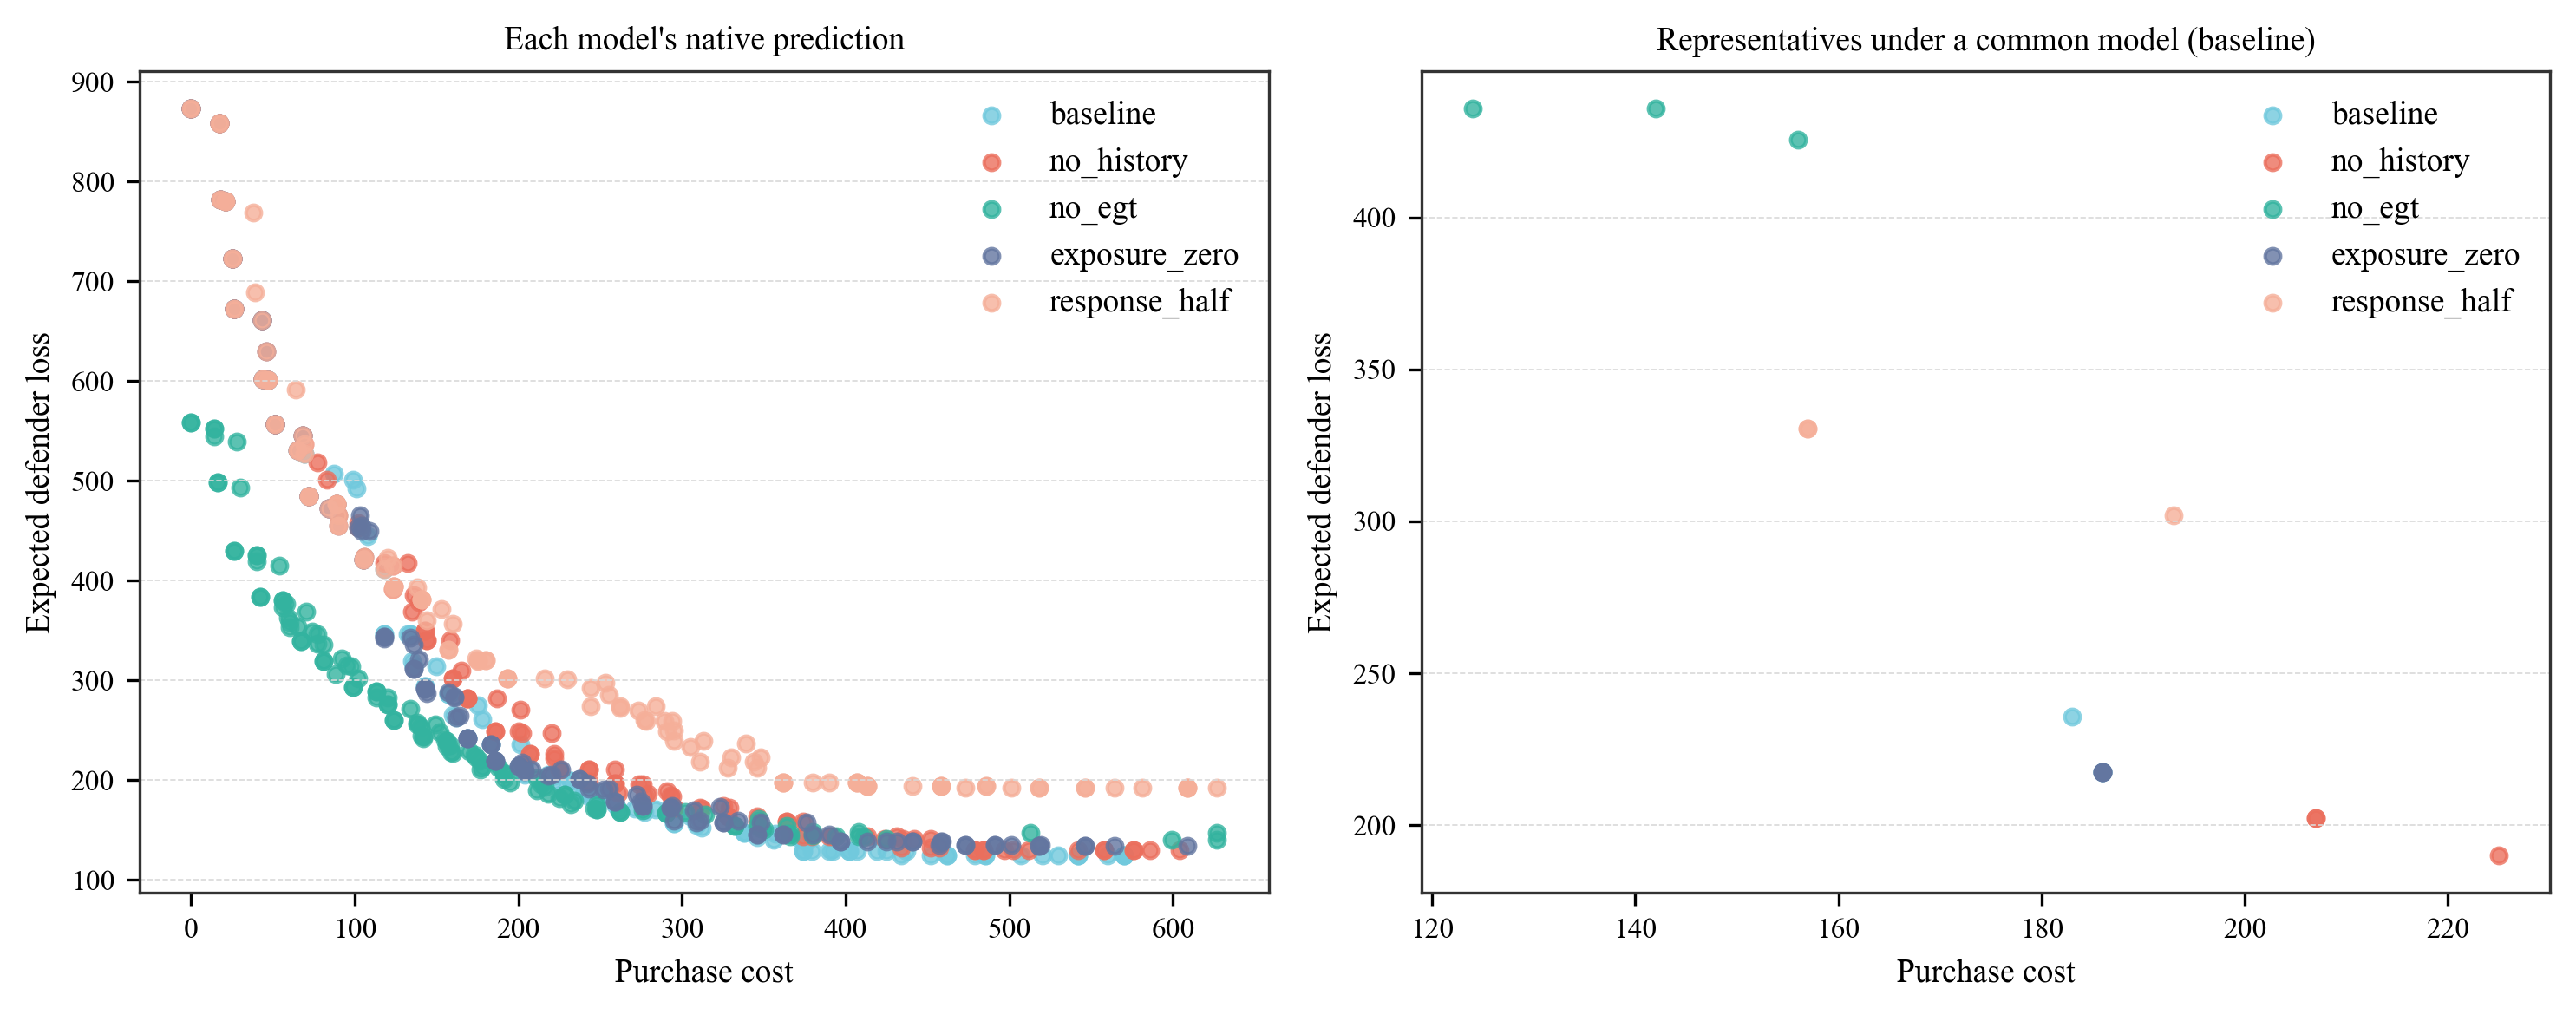 Each model's native prediction
Expected defender loss
900
800
700
600
500
400
300
200
100
0
100
200
300
400
500
600
Purchase cost
baseline
no_history
no_egt
exposure_zero
response_half
Representatives under a common model (baseline)
Expected defender loss
400
350
300
250
200
120
140
160
180
200
220
Purchase cost
baseline
no_history
no_egt
exposure_zero
response_half